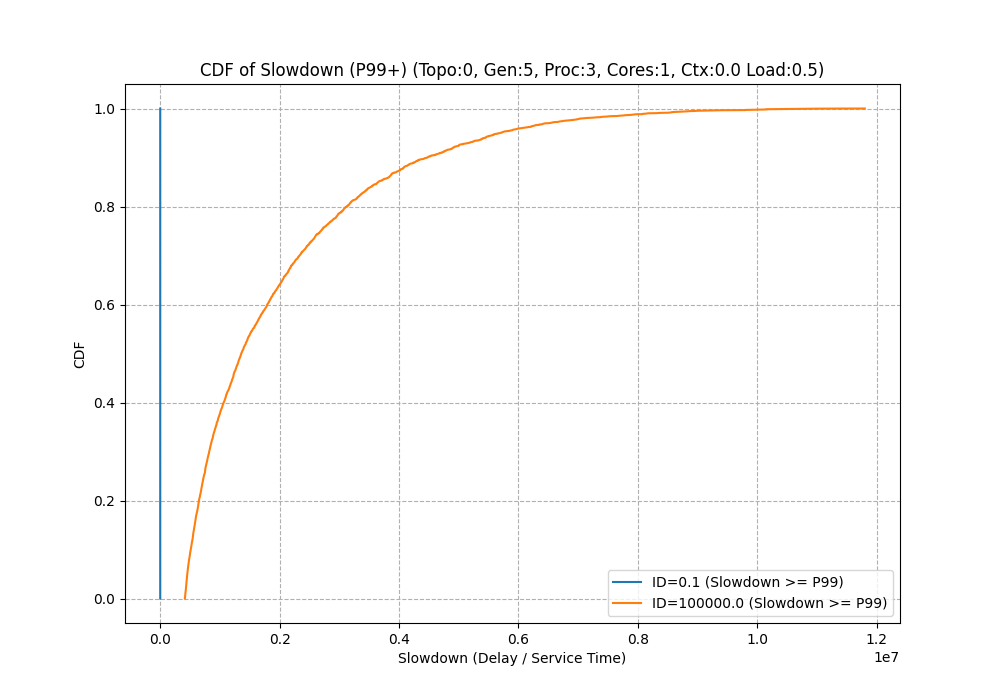 CDF of Slowdown (P99+) (Topo:0, Gen:5, Proc:3, Cores:1, Ctx:0.0 Load:0.5)
CDF
1.0
0.8
0.6
0.4
0.2
0.0
0.0 0.2 0.4 0.6 0.8 1.0 1.2
1e7
Slowdown (Delay / Service Time)
ID=0.1 (Slowdown >= P99)
ID=100000.0 (Slowdown >= P99)